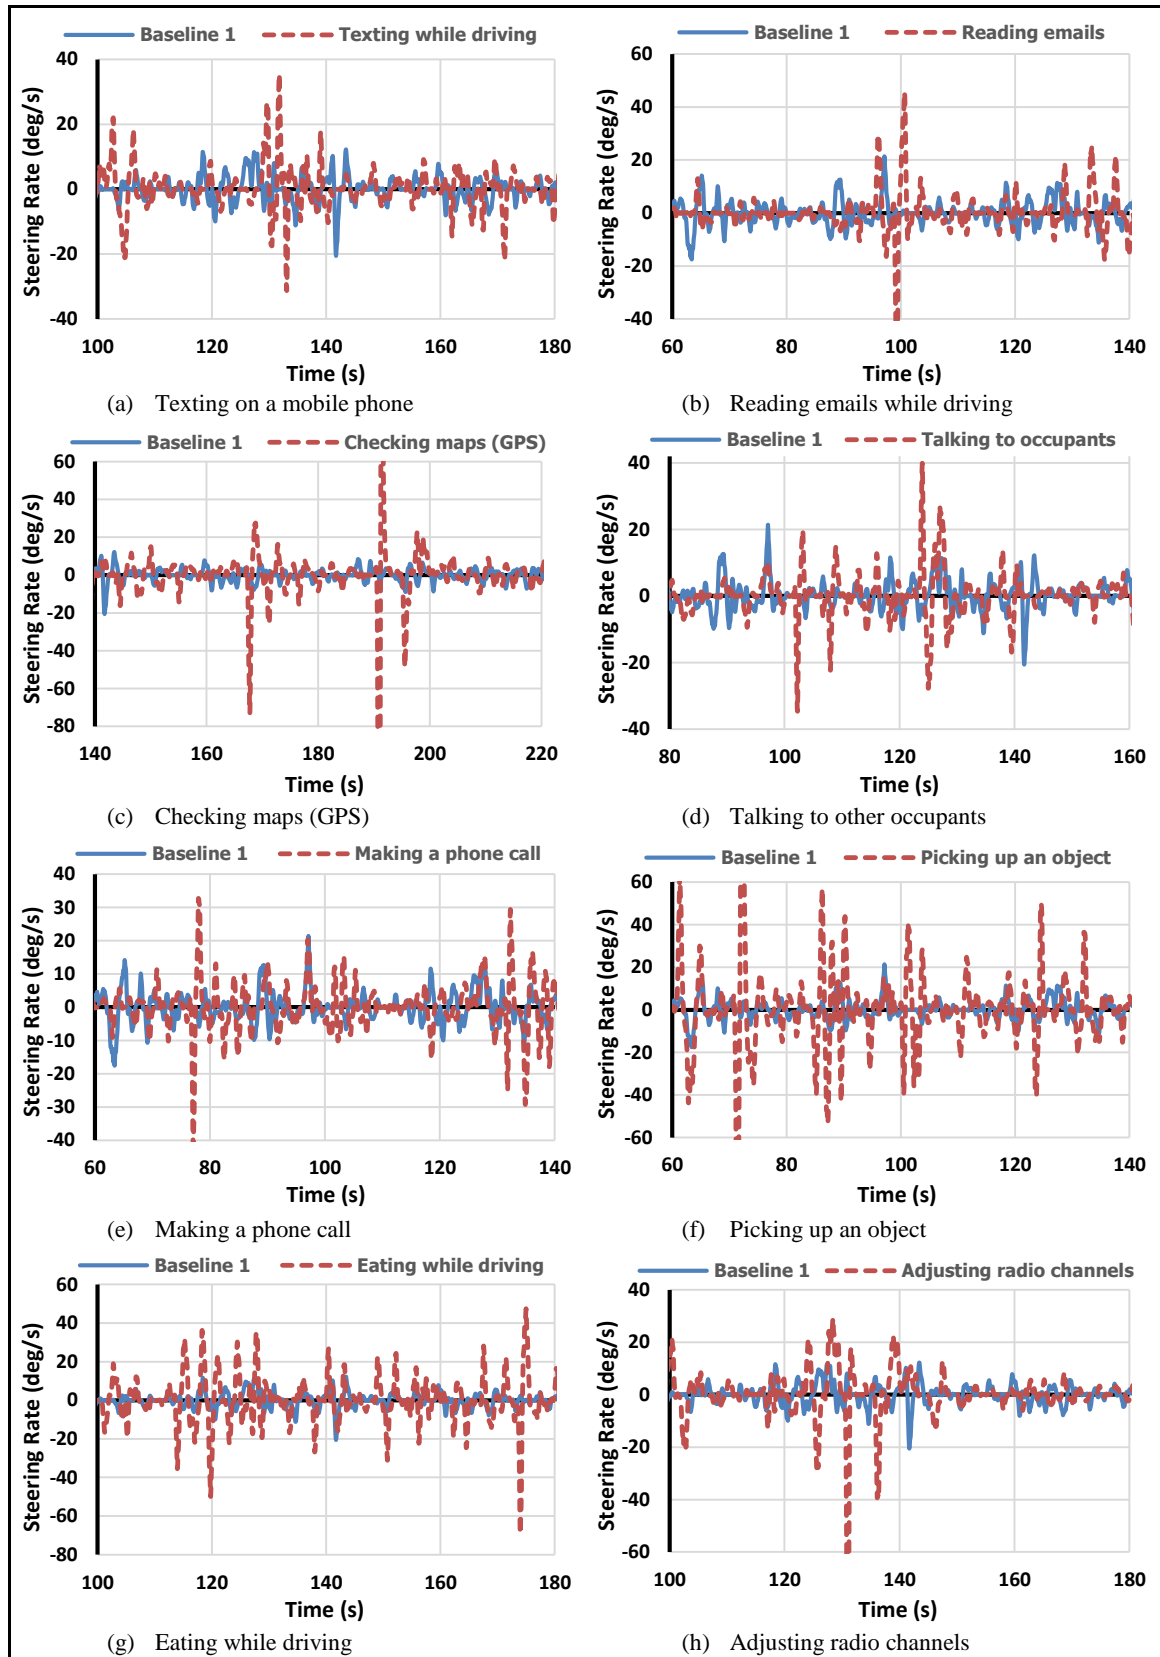 Baseline 1 Texting while driving
Steering Rate (deg/s)
40
20
0
-20
-40
100 120 140 160 180
Time (s)
(a) Texting on a mobile phone
Baseline 1 Reading emails
Steering Rate (deg/s)
60
40
20
0
-20
-40
60 80 100 120 140
Time (s)
(b) Reading emails while driving
Baseline 1 Checking maps (GPS)
Steering Rate (deg/s)
60
40
20
0
-20
-40
-60
-80
140 160 180 200 220
Time (s)
(c) Checking maps (GPS)
Baseline 1 Talking to occupants
Steering Rate (deg/s)
40
20
0
-20
-40
80 100 120 140 160
Time (s)
(d) Talking to other occupants
Baseline 1 Making a phone call
Steering Rate (deg/s)
40
30
20
10
0
-10
-20
-30
-40
60 80 100 120 140
Time (s)
(e) Making a phone call
Baseline 1 Picking up an object
Steering Rate (deg/s)
60
40
20
0
-20
-40
-60
60 80 100 120 140
Time (s)
(f) Picking up an object
Baseline 1 Eating while driving
Steering Rate (deg/s)
60
40
20
0
-20
-40
-60
-80
100 120 140 160 180
Time (s)
(g) Eating while driving
Baseline 1 Adjusting radio channels
Steering Rate (deg/s)
40
20
0
-20
-40
-60
100 120 140 160 180
Time (s)
(h) Adjusting radio channels